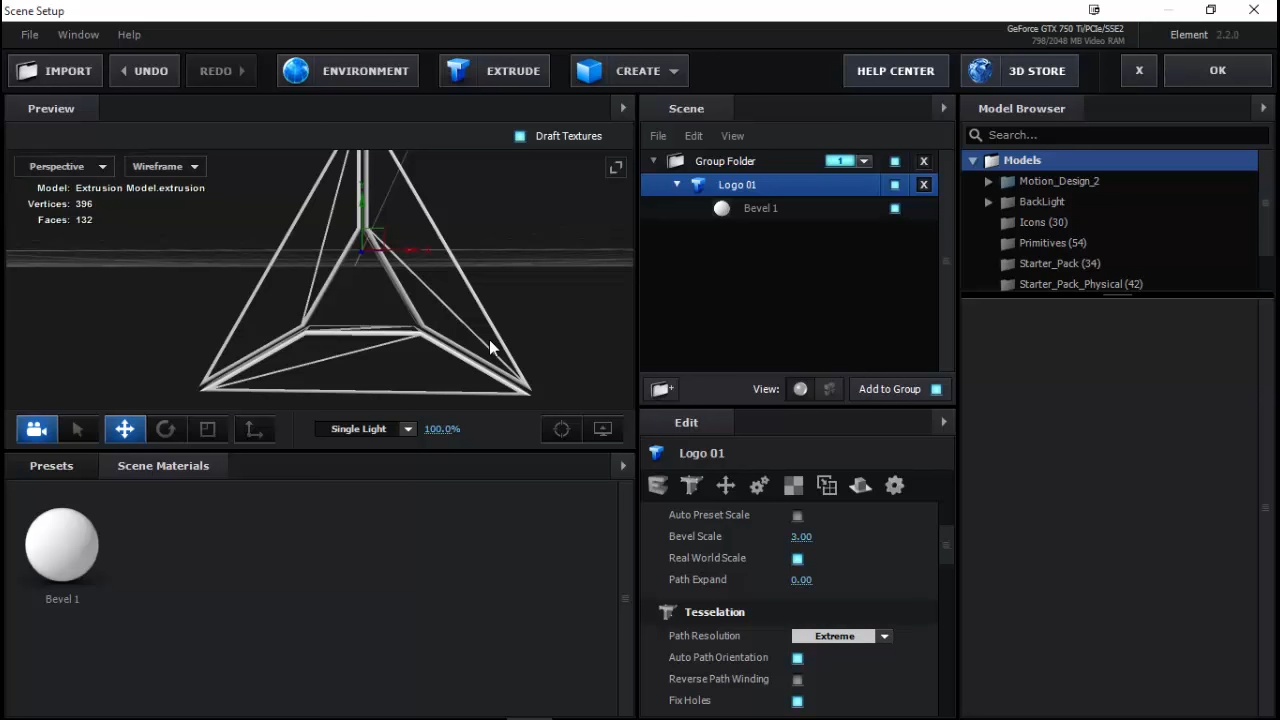 Scene Setup
File Window Help
GeForce GTX 750 Ti/PCIe/SSE2
798/2048 MB Video RAM
Element 2.2.0
IMPORT UNDO REDO ENVIRONMENT EXTRUDE CREATE HELP CENTER 3D STORE X OK
Preview
Draft Textures
Perspective Wireframe
Model: Extrusion Model.extrusion
Vertices: 396
Faces: 132
Single Light 100.0%
Presets Scene Materials
Bevel 1
Scene
File Edit View
Group Folder 1 X
Logo 01 X
Bevel 1
View: Add to Group
Edit
Logo 01
Auto Preset Scale
Bevel Scale 3.00
Real World Scale
Path Expand 0.00
Tesselation
Path Resolution Extreme
Auto Path Orientation
Reverse Path Winding
Fix Holes
Model Browser
Search...
Models
Motion_Design_2
BackLight
Icons (30)
Primitives (54)
Starter_Pack (34)
Starter_Pack_Physical (42)